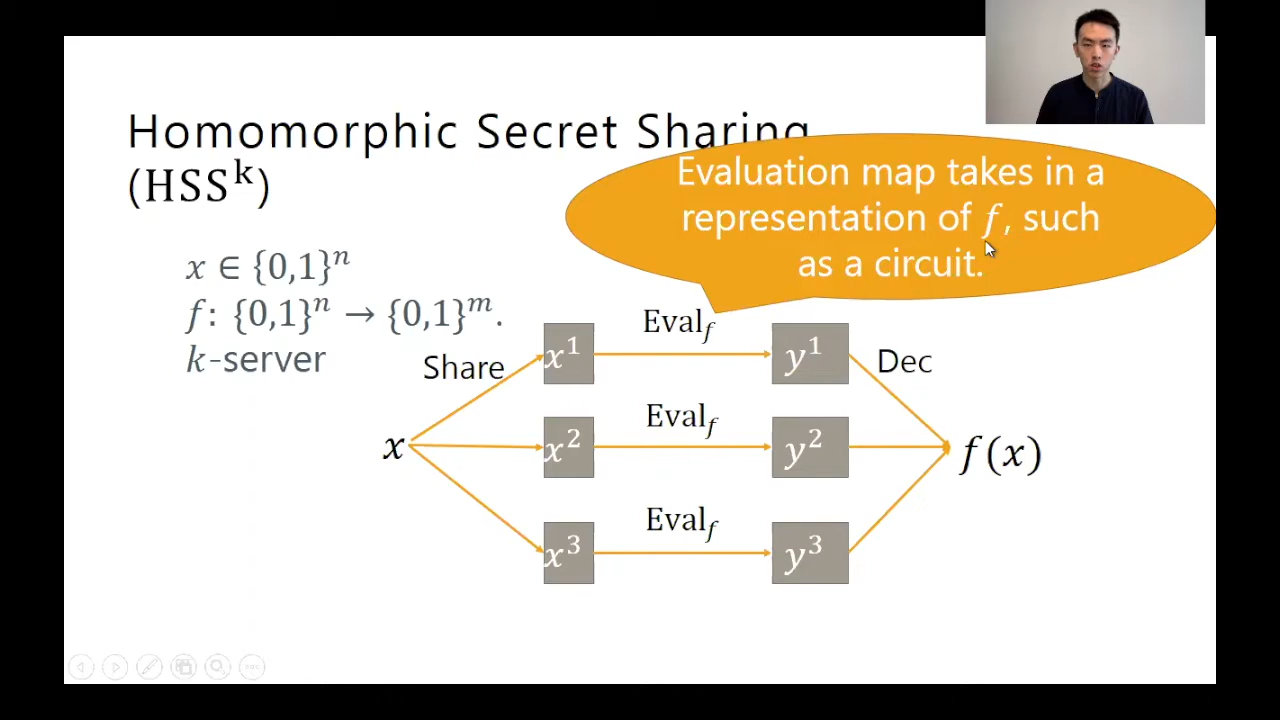 Homomorphic Secret Sharing
(HSS^k)
Evaluation map takes in a
representation of f, such
as a circuit.
x ∈ {0,1}^n
f: {0,1}^n → {0,1}^m.
k-server
Share
x
x^1
Eval_f
y^1
Dec
x^2
Eval_f
y^2
f(x)
x^3
Eval_f
y^3